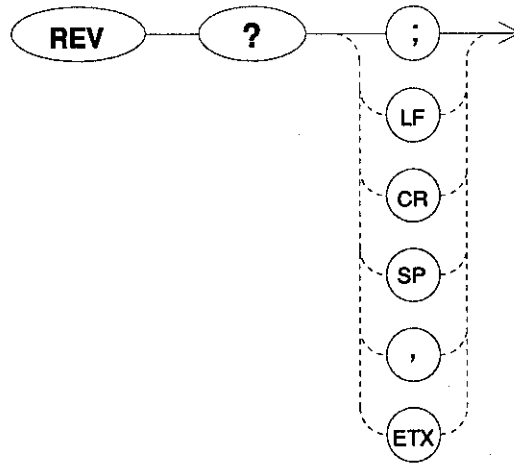 REV ? ;
LF
CR
SP
,
ETX